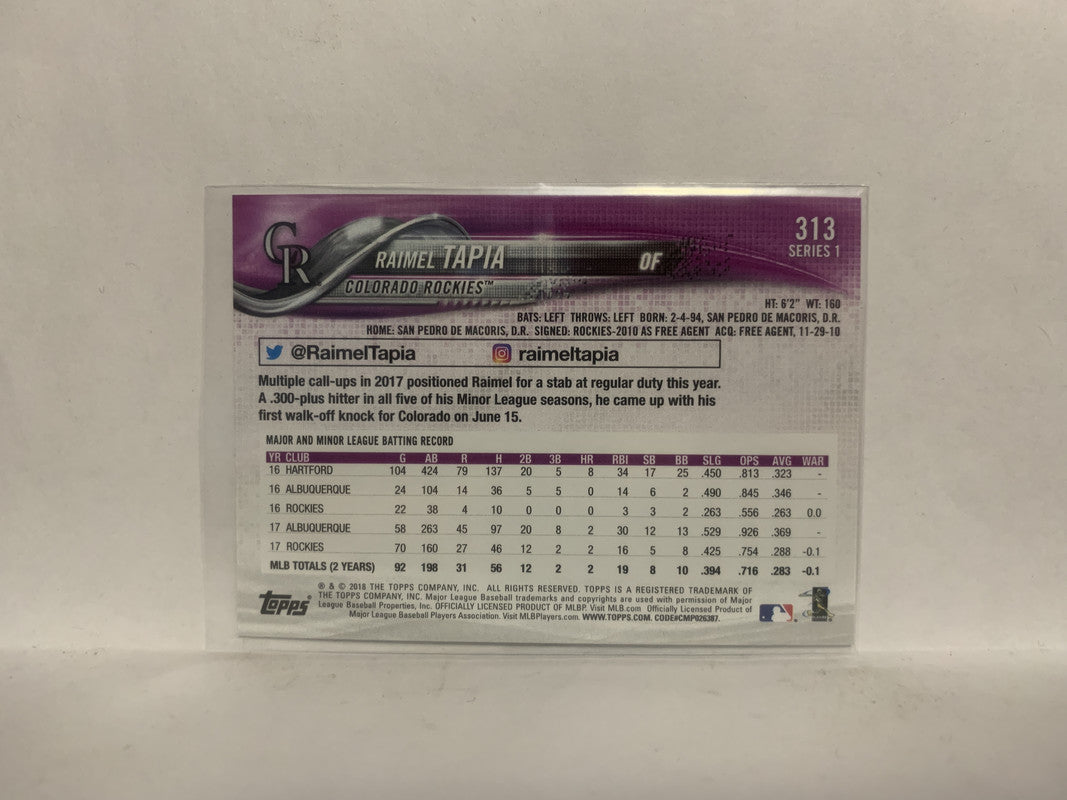 CR
313
SERIES 1
RAIMEL TAPIA
OF
COLORADO ROCKIES™
HT: 6'2" WT: 160
BATS: LEFT THROWS: LEFT BORN: 2-4-94, SAN PEDRO DE MACORIS, D.R.
HOME: SAN PEDRO DE MACORIS, D.R. SIGNED: ROCKIES-2010 AS FREE AGENT ACQ: FREE AGENT, 11-29-10
@RaimelTapia raimeltapia
Multiple call-ups in 2017 positioned Raimel for a stab at regular duty this year.
A .300-plus hitter in all five of his Minor League seasons, he came up with his
first walk-off knock for Colorado on June 15.
MAJOR AND MINOR LEAGUE BATTING RECORD
YR CLUB G AB R H 2B 3B HR RBI SB BB SLG OPS AVG WAR
16 HARTFORD 104 424 79 137 20 5 8 34 17 25 .450 .813 .323 -
16 ALBUQUERQUE 24 104 14 36 5 5 0 14 6 2 .490 .845 .346 -
16 ROCKIES 22 38 4 10 0 0 0 3 3 2 .263 .556 .263 0.0
17 ALBUQUERQUE 58 263 45 97 20 8 2 30 12 13 .529 .926 .369 -
17 ROCKIES 70 160 27 46 12 2 2 16 5 8 .425 .754 .288 -0.1
MLB TOTALS (2 YEARS) 92 198 31 56 12 2 2 19 8 10 .394 .716 .283 -0.1
® & © 2018 THE TOPPS COMPANY, INC. ALL RIGHTS RESERVED. TOPPS IS A REGISTERED TRADEMARK OF
THE TOPPS COMPANY, INC. Major League Baseball trademarks and copyrights are used with permission of Major
League Baseball Properties, Inc. OFFICIALLY LICENSED PRODUCT OF MLBP. Visit MLB.com Officially Licensed Product of
Major League Baseball Players Association. Visit MLBPlayers.com. WWW.TOPPS.COM. CODE#CMP026387.
Topps